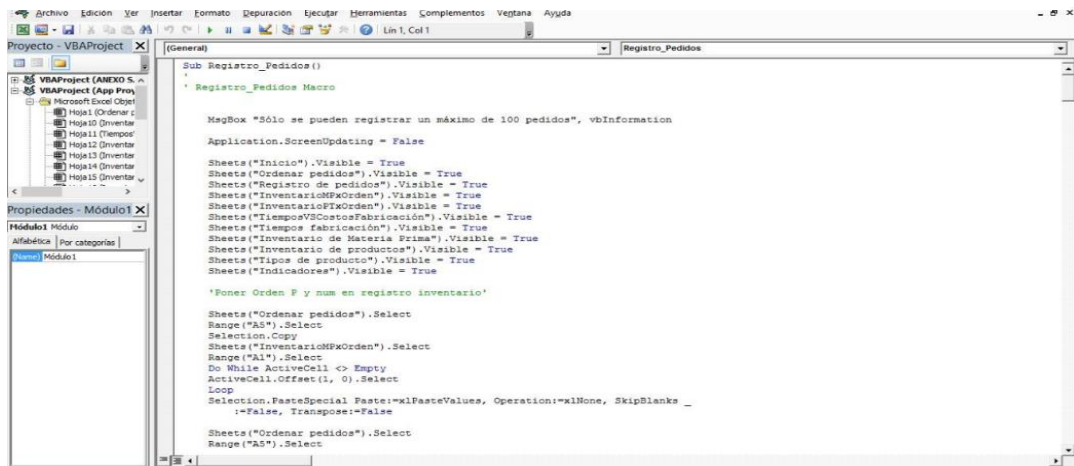 Archivo Edición Ver Insertar Formato Depuración Ejecutar Herramientas Complementos Ventana Ayuda
Lín 1, Col 1
Proyecto - VBAProject
VBAProject (ANEXO S.
VBAProject (App Proy
Microsoft Excel Objet
Hoja1 (Ordenar p
Hoja10 (Inventar
Hoja11 (Tiempos'
Hoja12 (Inventar
Hoja13 (Inventar
Hoja14 (Inventar
Hoja15 (Inventar
Propiedades - Módulo1
Módulo1 Módulo
Alfabética Por categorías
(Name) Módulo1
(General) Registro_Pedidos
Sub Registro_Pedidos()
'
' Registro_Pedidos Macro
MsgBox "Sólo se pueden registrar un máximo de 100 pedidos", vbInformation
Application.ScreenUpdating = False
Sheets("Inicio").Visible = True
Sheets("Ordenar pedidos").Visible = True
Sheets("Registro de pedidos").Visible = True
Sheets("InventarioMPxOrden").Visible = True
Sheets("InventarioPTxOrden").Visible = True
Sheets("TiemposVSCostosFabricación").Visible = True
Sheets("Tiempos fabricación").Visible = True
Sheets("Inventario de Materia Prima").Visible = True
Sheets("Inventario de productos").Visible = True
Sheets("Tipos de producto").Visible = True
Sheets("Indicadores").Visible = True
'Poner Orden P y num en registro inventario'
Sheets("Ordenar pedidos").Select
Range("A5").Select
Selection.Copy
Sheets("InventarioMPxOrden").Select
Range("A1").Select
Do While ActiveCell <> Empty
ActiveCell.Offset(1, 0).Select
Loop
Selection.PasteSpecial Paste:=xlPasteValues, Operation:=xlNone, SkipBlanks _
:=False, Transpose:=False
Sheets("Ordenar pedidos").Select
Range("A5").Select